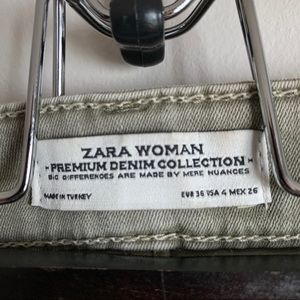 ZARA WOMAN
- PREMIUM DENIM COLLECTION -
BIG DIFFERENCES ARE MADE BY MERE NUANCES
MADE IN TURKEY EUR 36 USA 4 MEX 26